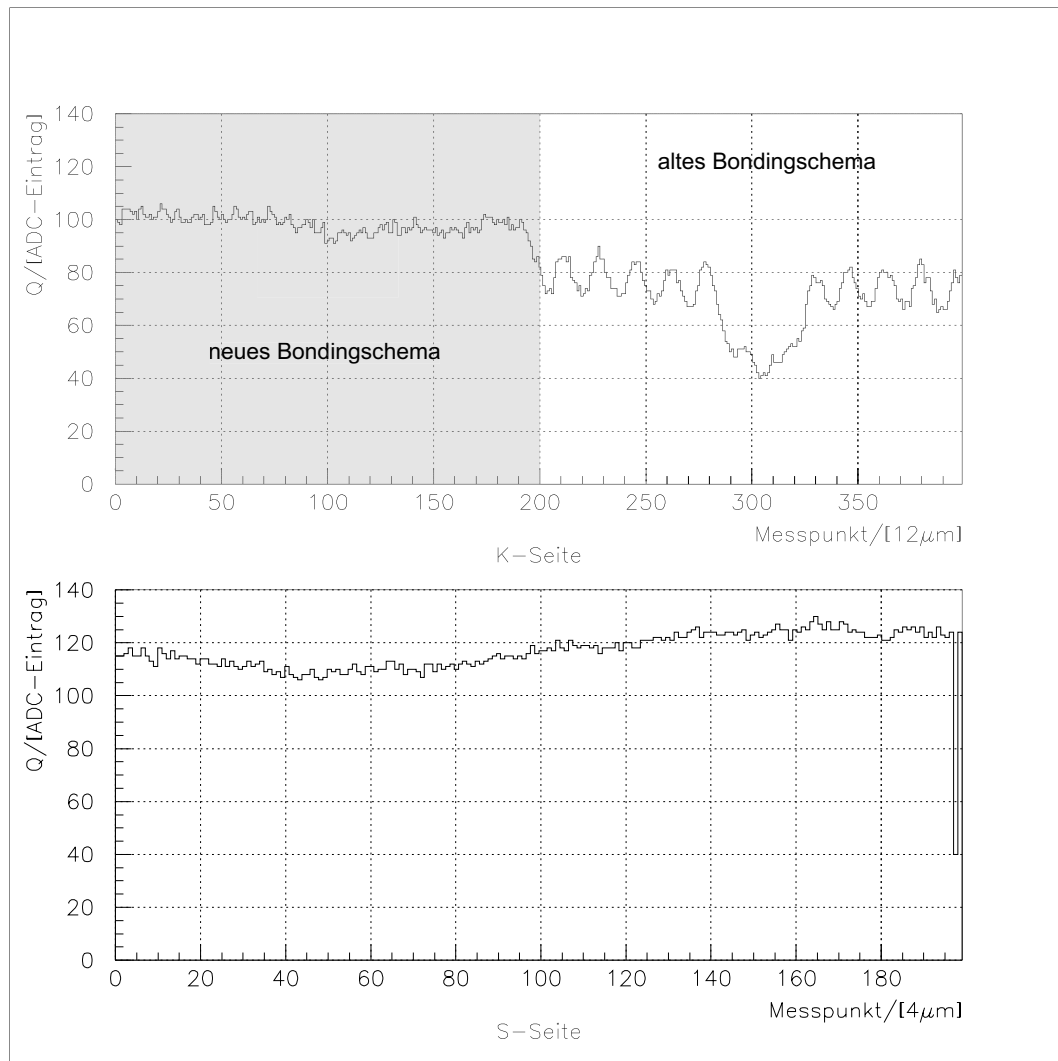 Q/[ADC-Eintrag]
140
120
100
80
60
40
20
0
altes Bondingschema
neues Bondingschema
0 50 100 150 200 250 300 350
Messpunkt/[12μm]
K-Seite
Q/[ADC-Eintrag]
140
120
100
80
60
40
20
0
0 20 40 60 80 100 120 140 160 180
Messpunkt/[4μm]
S-Seite